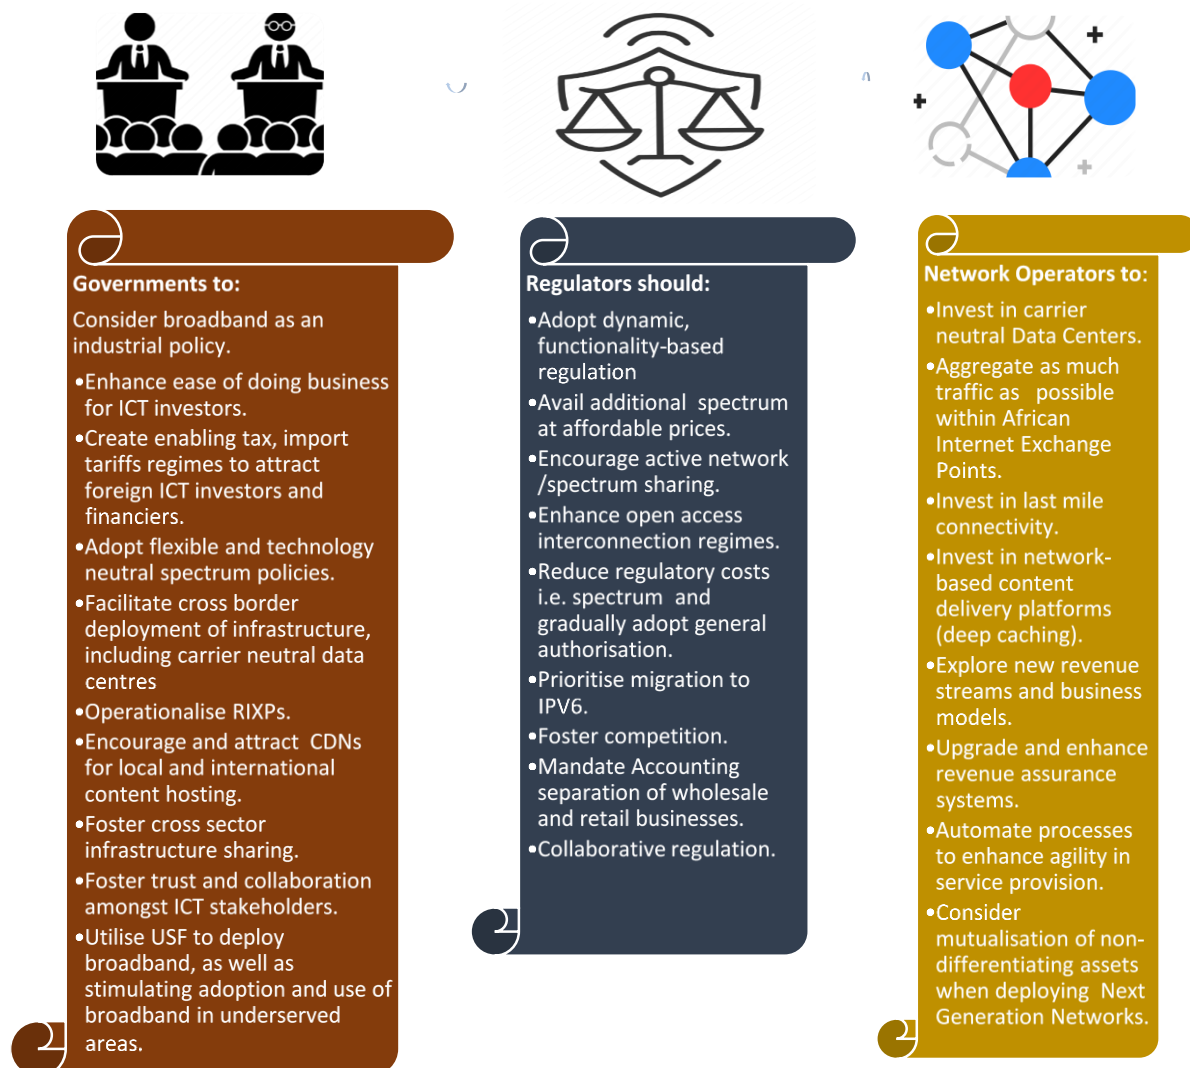 Governments to:
Consider broadband as an
industrial policy.
•Enhance ease of doing business
for ICT investors.
•Create enabling tax, import
tariffs regimes to attract
foreign ICT investors and
financiers.
•Adopt flexible and technology
neutral spectrum policies.
•Facilitate cross border
deployment of infrastructure,
including carrier neutral data
centres
•Operationalise RIXPs.
•Encourage and attract CDNs
for local and international
content hosting.
•Foster cross sector
infrastructure sharing.
•Foster trust and collaboration
amongst ICT stakeholders.
•Utilise USF to deploy
broadband, as well as
stimulating adoption and use of
broadband in underserved
areas.
Regulators should:
•Adopt dynamic,
functionality-based
regulation
•Avail additional spectrum
at affordable prices.
•Encourage active network
/spectrum sharing.
•Enhance open access
interconnection regimes.
•Reduce regulatory costs
i.e. spectrum and
gradually adopt general
authorisation.
•Prioritise migration to
IPV6.
•Foster competition.
•Mandate Accounting
separation of wholesale
and retail businesses.
•Collaborative regulation.
Network Operators to:
•Invest in carrier
neutral Data Centers.
•Aggregate as much
traffic as possible
within African
Internet Exchange
Points.
•Invest in last mile
connectivity.
•Invest in network-
based content
delivery platforms
(deep caching).
•Explore new revenue
streams and business
models.
•Upgrade and enhance
revenue assurance
systems.
•Automate processes
to enhance agility in
service provision.
•Consider
mutualisation of non-
differentiating assets
when deploying Next
Generation Networks.